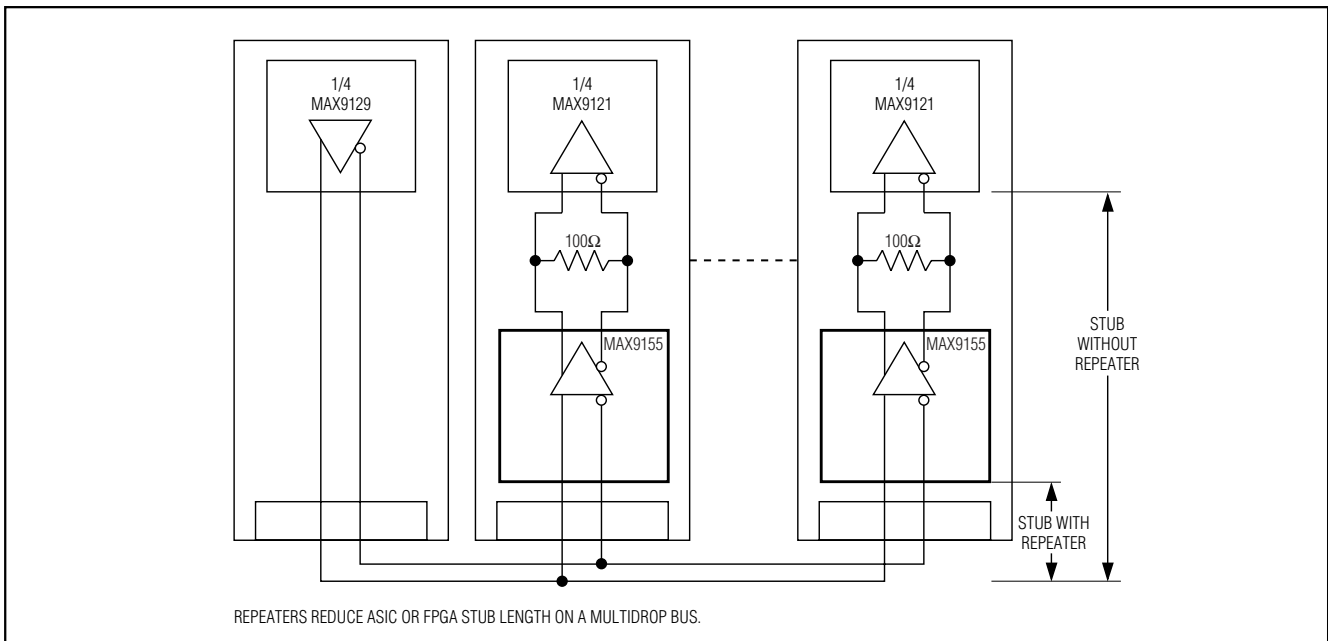 1/4
MAX9129
1/4
MAX9121
1/4
MAX9121
100Ω
100Ω
MAX9155
MAX9155
STUB
WITHOUT
REPEATER
STUB WITH
REPEATER
REPEATERS REDUCE ASIC OR FPGA STUB LENGTH ON A MULTIDROP BUS.